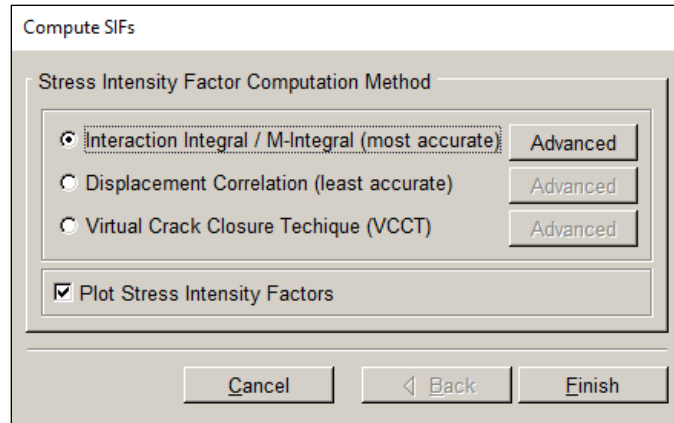 Compute SIFs
Stress Intensity Factor Computation Method
Interaction Integral / M-Integral (most accurate) Advanced
Displacement Correlation (least accurate) Advanced
Virtual Crack Closure Techique (VCCT) Advanced
Plot Stress Intensity Factors
Cancel Back Finish